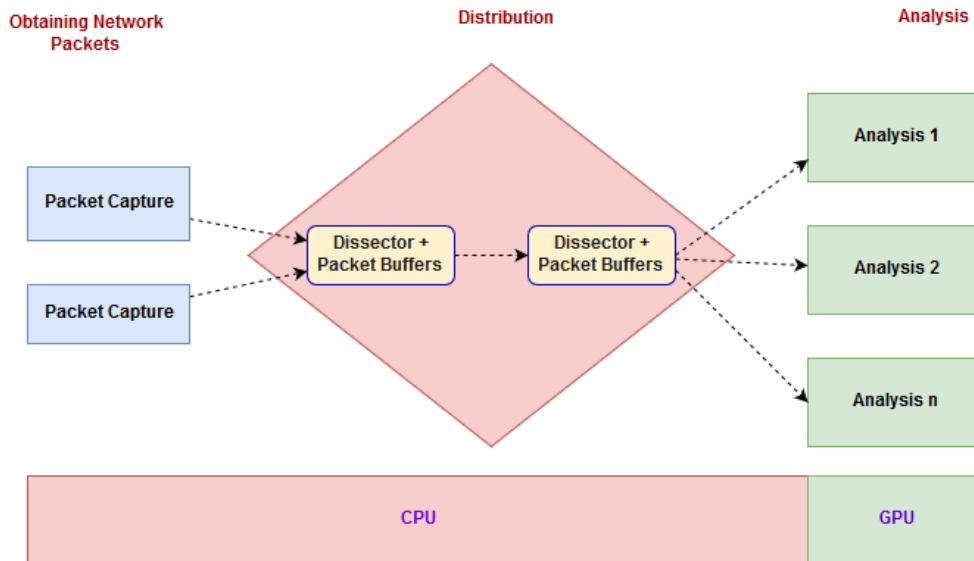 Obtaining Network
Packets
Distribution
Analysis
Packet Capture
Packet Capture
Dissector +
Packet Buffers
Dissector +
Packet Buffers
Analysis 1
Analysis 2
Analysis n
CPU
GPU